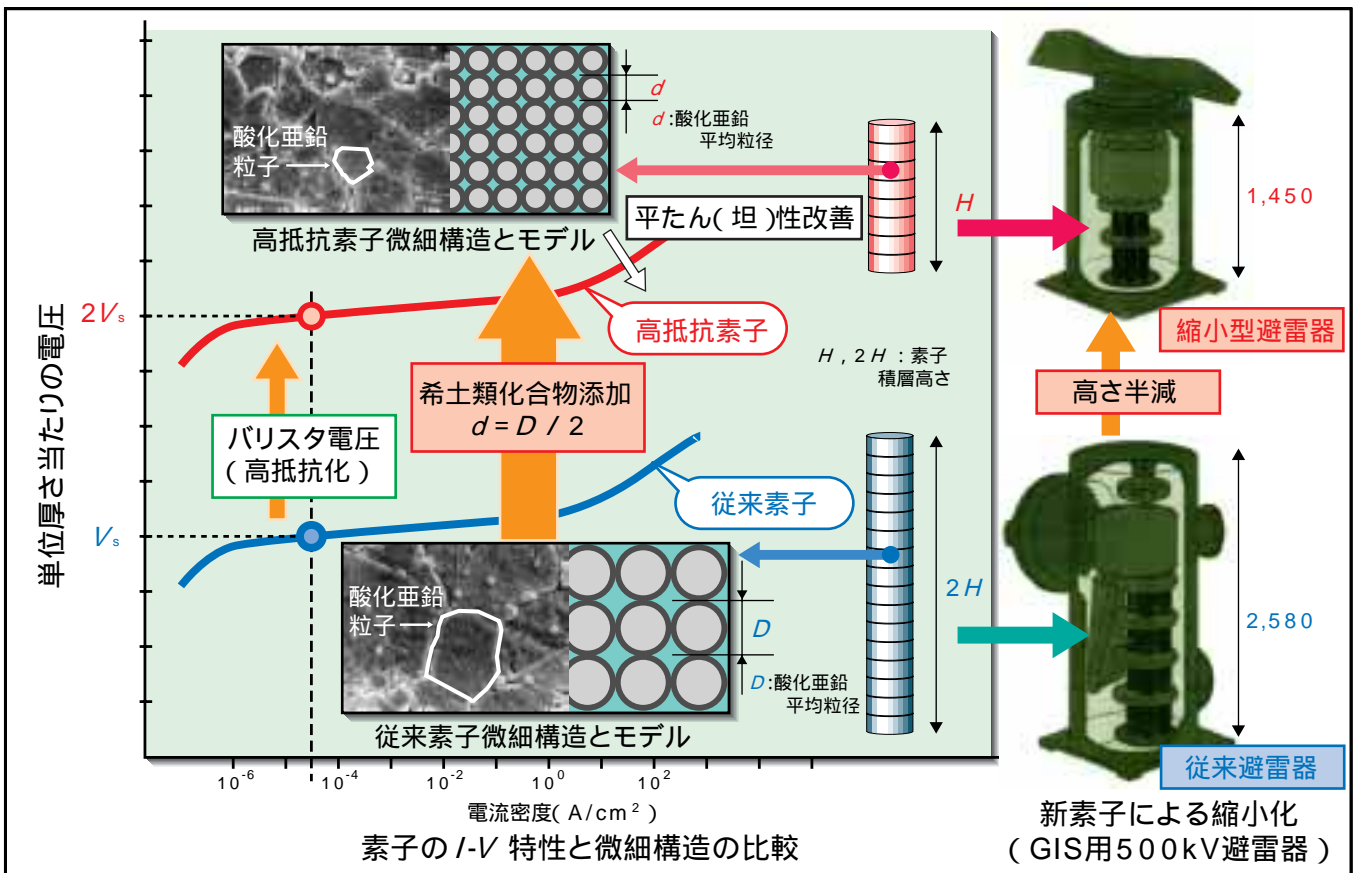 酸化亜鉛
粒子
d
d:酸化亜鉛
平均粒径
高抵抗素子微細構造とモデル
平たん(坦)性改善
H
1,450
縮小型避雷器
単位厚さ当たりの電圧
2Vs
高抵抗素子
H,2H:素子
積層高さ
バリスタ電圧
(高抵抗化)
希土類化合物添加
d=D/2
高さ半減
Vs
従来素子
酸化亜鉛
粒子
D
D:酸化亜鉛
平均粒径
2H
2,580
従来素子微細構造とモデル
従来避雷器
10-6 10-4 10-2 100 102
電流密度(A/cm2)
素子のI-V特性と微細構造の比較
新素子による縮小化
(GIS用500kV避雷器)